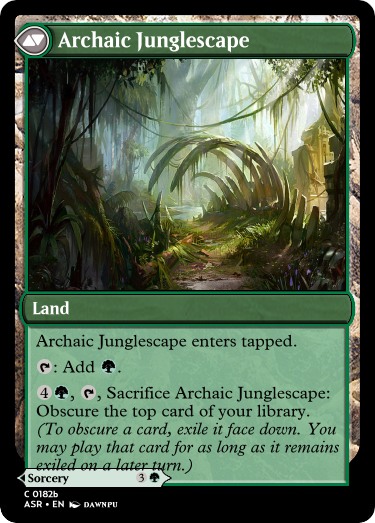 Archaic Junglescape
Land
Archaic Junglescape enters tapped.
: Add .
4 , , Sacrifice Archaic Junglescape:
Obscure the top card of your library.
(To obscure a card, exile it face down. You
may play that card for as long as it remains
exiled on a later turn.)
Sorcery 3
C 0182b
ASR • EN DAWNPU